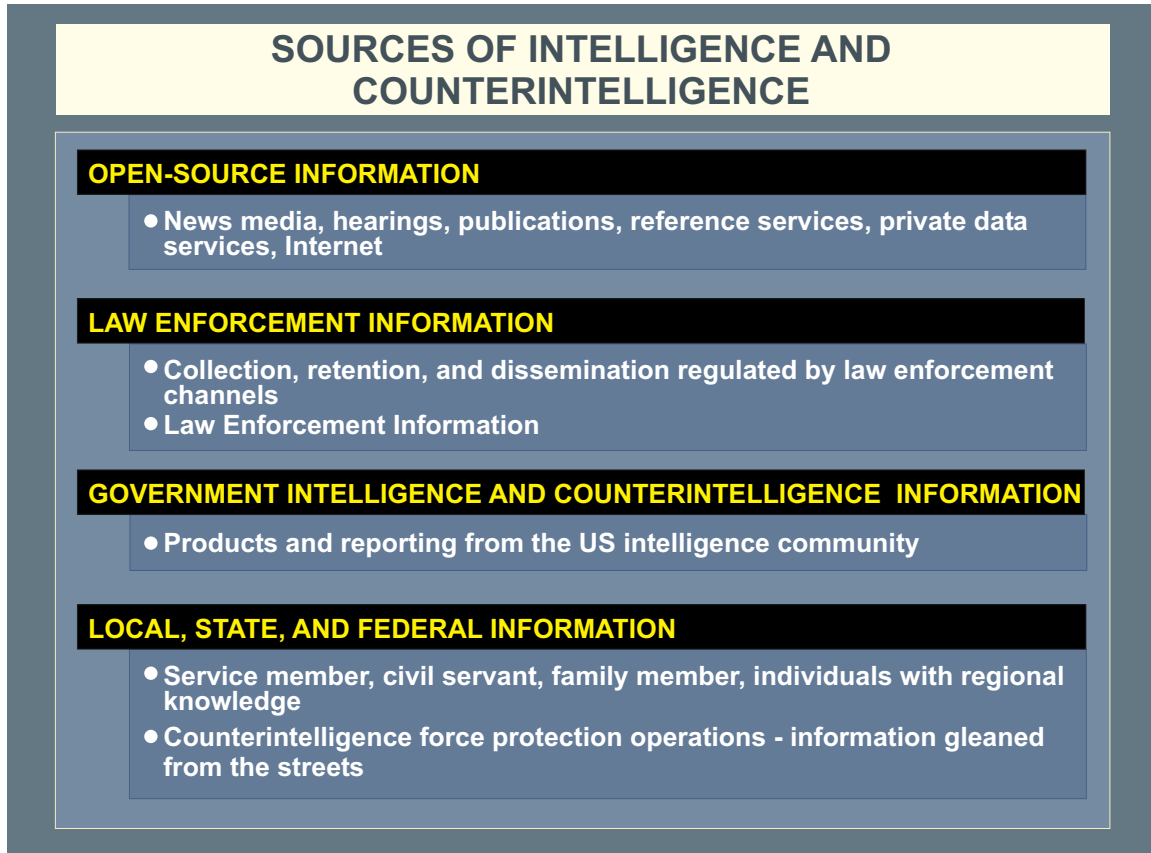 SOURCES OF INTELLIGENCE AND
COUNTERINTELLIGENCE
OPEN-SOURCE INFORMATION
● News media, hearings, publications, reference services, private data
services, Internet
LAW ENFORCEMENT INFORMATION
● Collection, retention, and dissemination regulated by law enforcement
channels
● Law Enforcement Information
GOVERNMENT INTELLIGENCE AND COUNTERINTELLIGENCE INFORMATION
● Products and reporting from the US intelligence community
LOCAL, STATE, AND FEDERAL INFORMATION
● Service member, civil servant, family member, individuals with regional
knowledge
● Counterintelligence force protection operations - information gleaned
from the streets